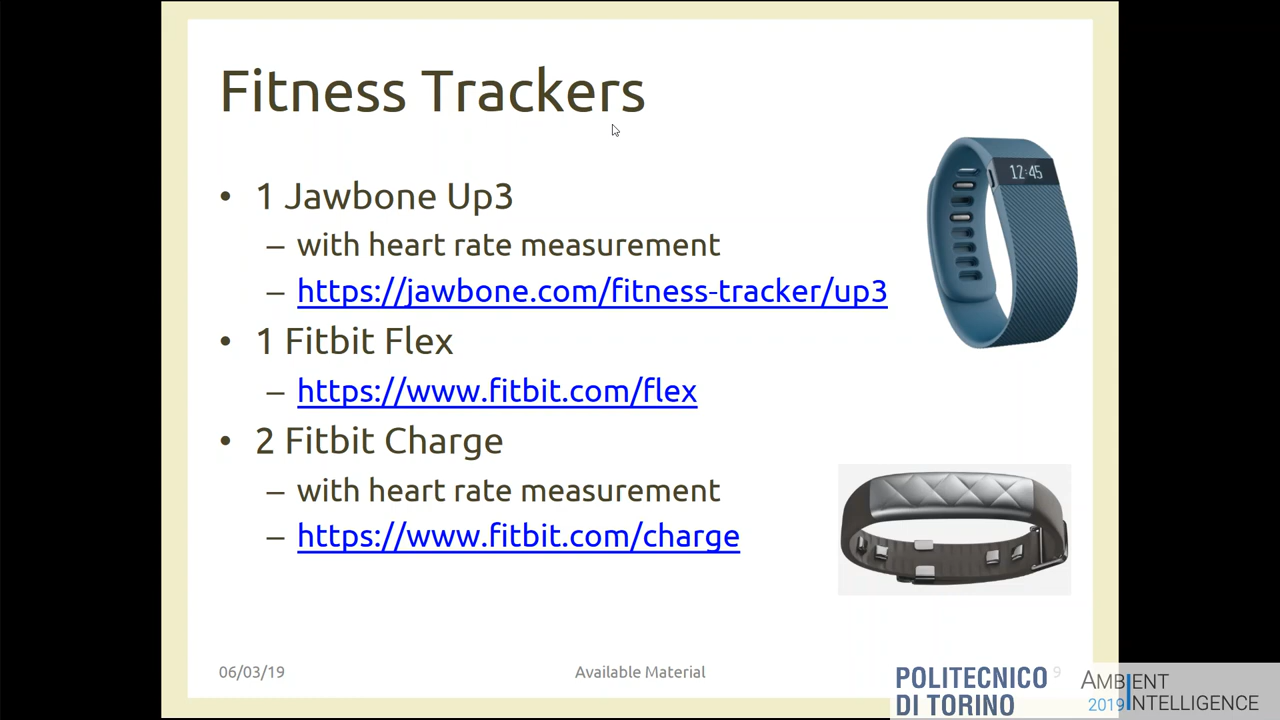 Fitness Trackers
• 1 Jawbone Up3
– with heart rate measurement
– https://jawbone.com/fitness-tracker/up3
• 1 Fitbit Flex
– https://www.fitbit.com/flex
• 2 Fitbit Charge
– with heart rate measurement
– https://www.fitbit.com/charge
12:45
06/03/19
Available Material
9
POLITECNICO
DI TORINO
AMBIENT
2019 INTELLIGENCE